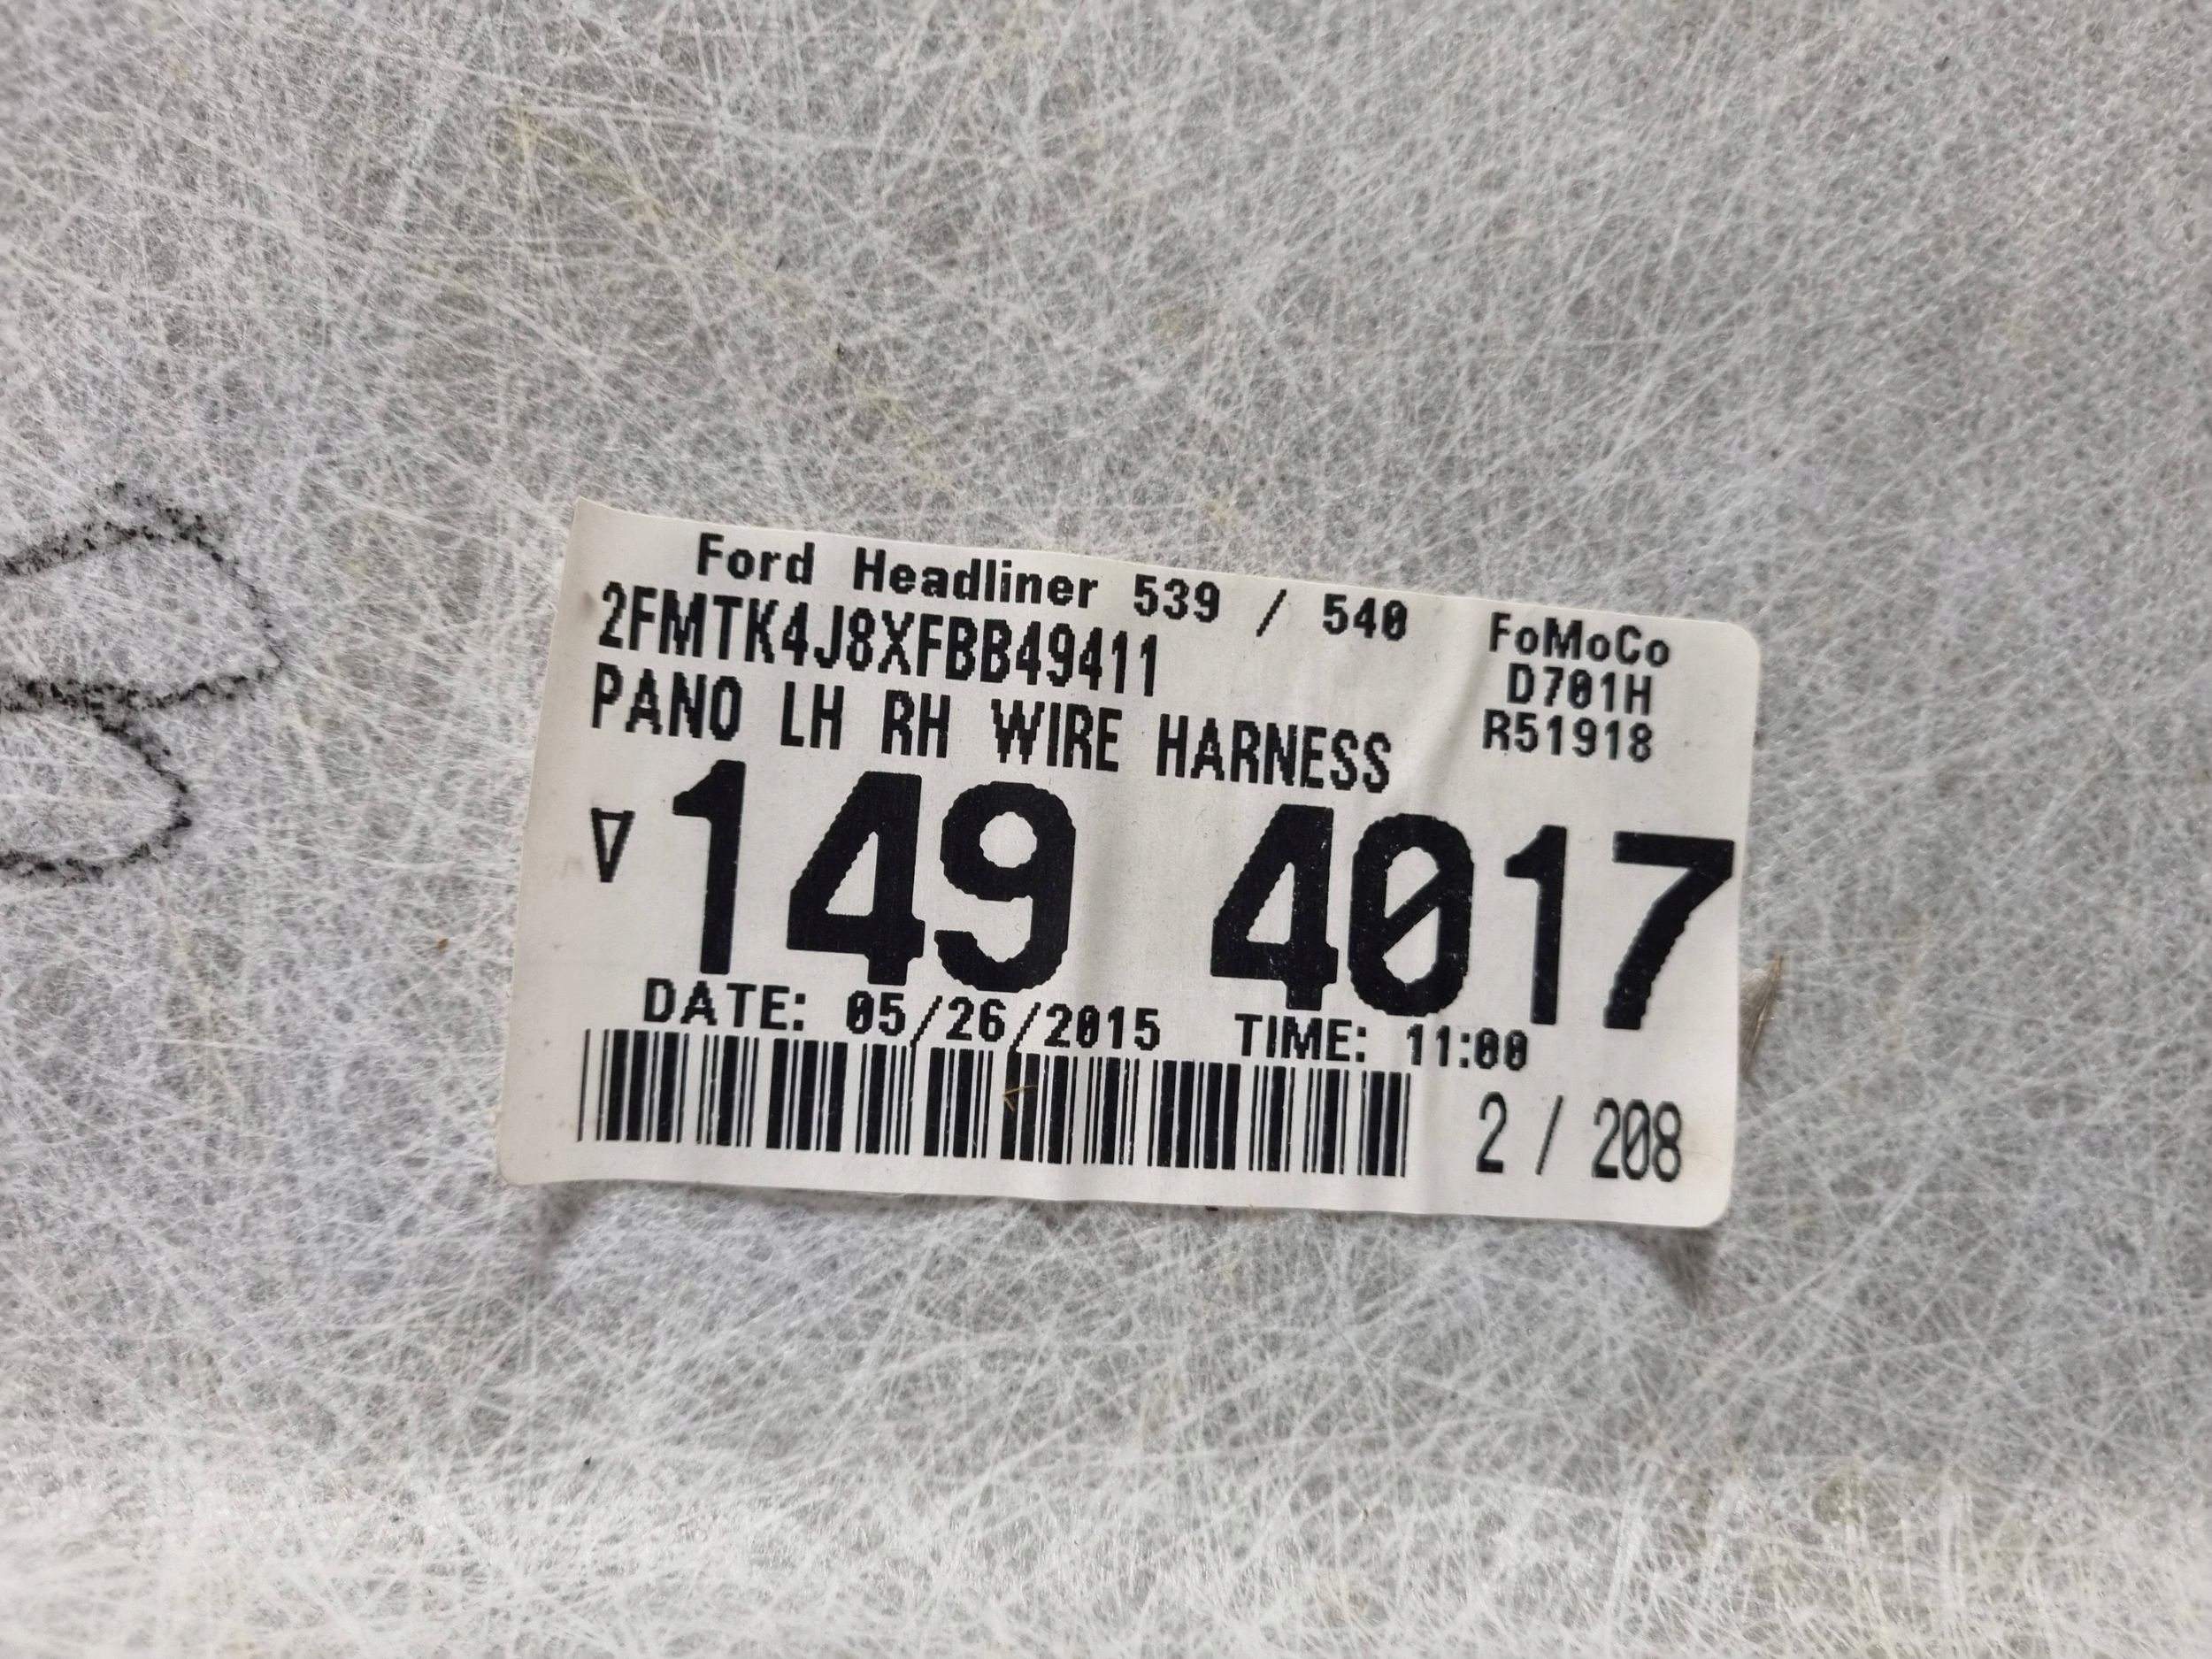 Ford Headliner 539 / 540
2FMTK4J8XFBB49411
FoMoCo
D701H
R51918
PANO LH RH WIRE HARNESS
A 149 4017
DATE: 05/26/2015 TIME: 11:00
2 / 208